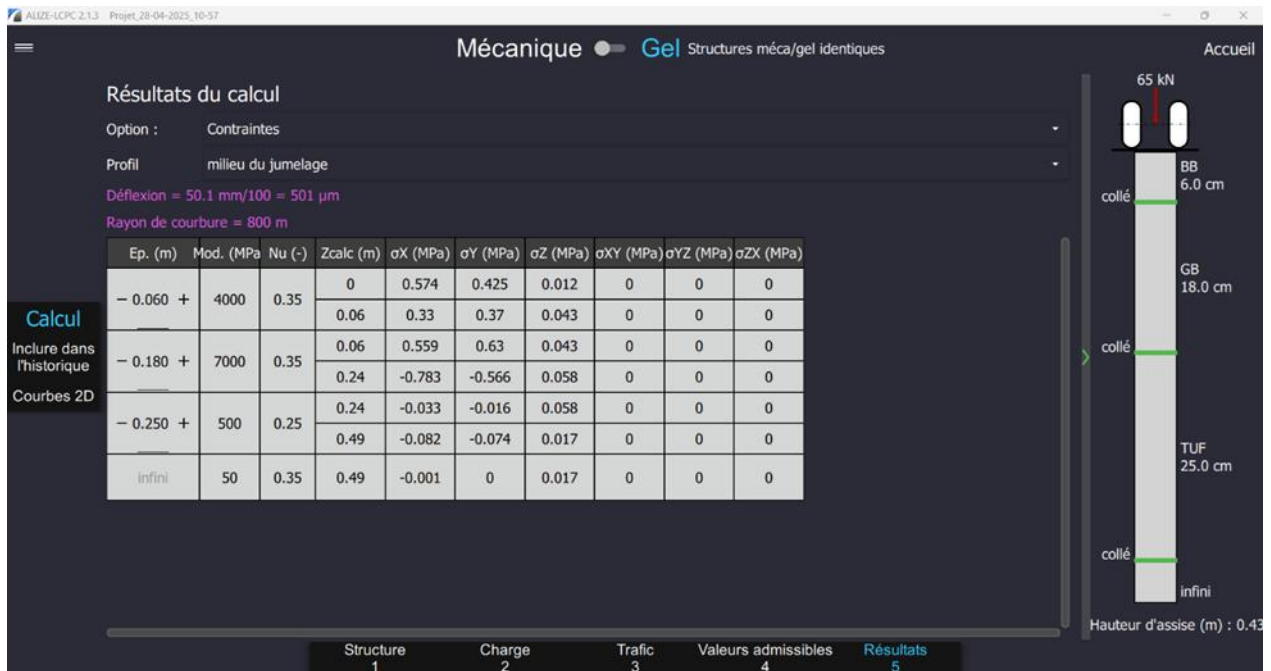 ALIZE-LCPC 2.1.3 Projet_28-04-2025_10-57
Mécanique Gel Structures méca/gel identiques
Accueil
Résultats du calcul
Option : Contraintes
Profil milieu du jumelage
Déflexion = 50.1 mm/100 = 501 µm
Rayon de courbure = 800 m
Ep. (m) Mod. (MPa Nu (-) Zcalc (m) σX (MPa) σY (MPa) σZ (MPa) σXY (MPa) σYZ (MPa) σZX (MPa)
− 0.060 + 4000 0.35 0 0.574 0.425 0.012 0 0 0
0.06 0.33 0.37 0.043 0 0 0
− 0.180 + 7000 0.35 0.06 0.559 0.63 0.043 0 0 0
0.24 -0.783 -0.566 0.058 0 0 0
− 0.250 + 500 0.25 0.24 -0.033 -0.016 0.058 0 0 0
0.49 -0.082 -0.074 0.017 0 0 0
infini 50 0.35 0.49 -0.001 0 0.017 0 0 0
Calcul
Inclure dans
l'historique
Courbes 2D
65 kN
BB
6.0 cm
collé
GB
18.0 cm
collé
TUF
25.0 cm
collé
infini
Hauteur d'assise (m) : 0.43
Structure Charge Trafic Valeurs admissibles Résultats
1 2 3 4 5